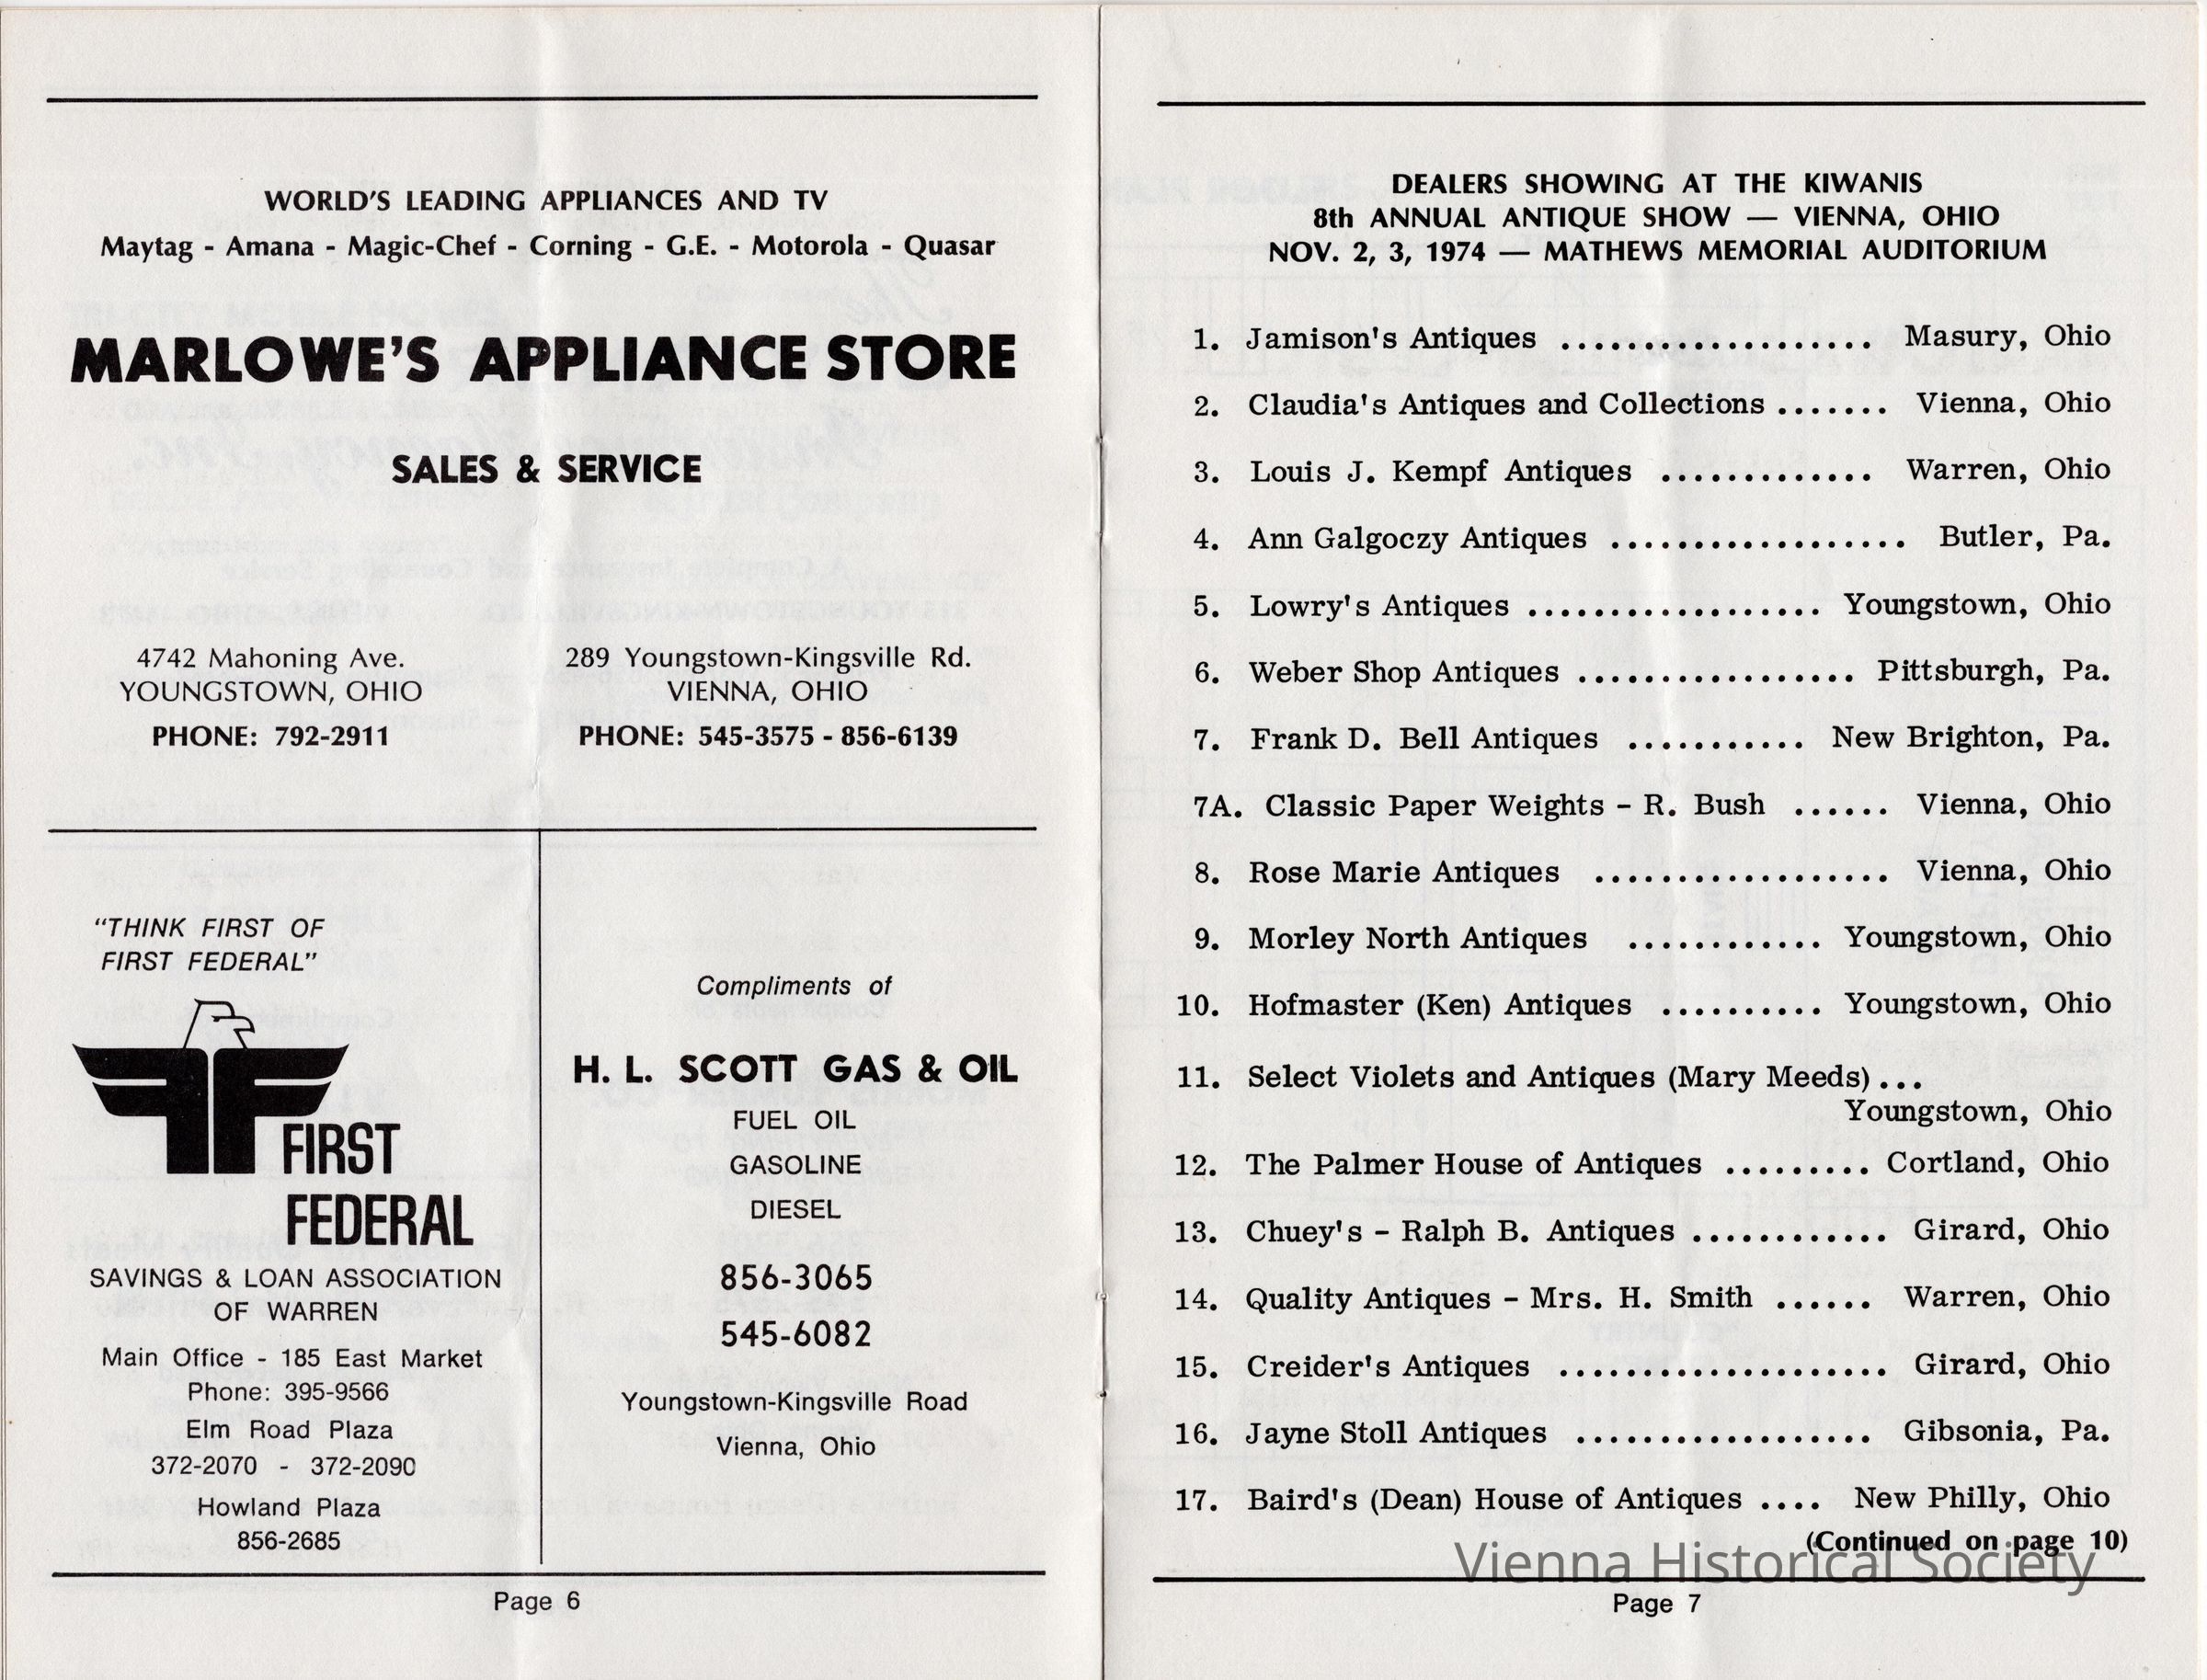 WORLD'S LEADING APPLIANCES AND TV
Maytag - Amana - Magic-Chef - Corning - G.E. - Motorola - Quasar
MARLOWE'S APPLIANCE STORE
SALES & SERVICE
4742 Mahoning Ave.
YOUNGSTOWN, OHIO
PHONE: 792-2911
289 Youngstown-Kingsville Rd.
VIENNA, OHIO
PHONE: 545-3575 - 856-6139
"THINK FIRST OF
FIRST FEDERAL"
FIRST
FEDERAL
SAVINGS & LOAN ASSOCIATION
OF WARREN
Main Office - 185 East Market
Phone: 395-9566
Elm Road Plaza
372-2070 - 372-2090
Howland Plaza
856-2685
Compliments of
H. L. SCOTT GAS & OIL
FUEL OIL
GASOLINE
DIESEL
856-3065
545-6082
Youngstown-Kingsville Road
Vienna, Ohio
Page 6
DEALERS SHOWING AT THE KIWANIS
8th ANNUAL ANTIQUE SHOW — VIENNA, OHIO
NOV. 2, 3, 1974 — MATHEWS MEMORIAL AUDITORIUM
1. Jamison's Antiques ................... Masury, Ohio
2. Claudia's Antiques and Collections ....... Vienna, Ohio
3. Louis J. Kempf Antiques ............. Warren, Ohio
4. Ann Galgoczy Antiques .................. Butler, Pa.
5. Lowry's Antiques .................. Youngstown, Ohio
6. Weber Shop Antiques ................. Pittsburgh, Pa.
7. Frank D. Bell Antiques ........... New Brighton, Pa.
7A. Classic Paper Weights - R. Bush ...... Vienna, Ohio
8. Rose Marie Antiques .................. Vienna, Ohio
9. Morley North Antiques ............ Youngstown, Ohio
10. Hofmaster (Ken) Antiques .......... Youngstown, Ohio
11. Select Violets and Antiques (Mary Meeds) ...
Youngstown, Ohio
12. The Palmer House of Antiques ......... Cortland, Ohio
13. Chuey's - Ralph B. Antiques ............ Girard, Ohio
14. Quality Antiques - Mrs. H. Smith ...... Warren, Ohio
15. Creider's Antiques .................... Girard, Ohio
16. Jayne Stoll Antiques .................. Gibsonia, Pa.
17. Baird's (Dean) House of Antiques .... New Philly, Ohio
(Continued on page 10)
Vienna Historical Society
Page 7